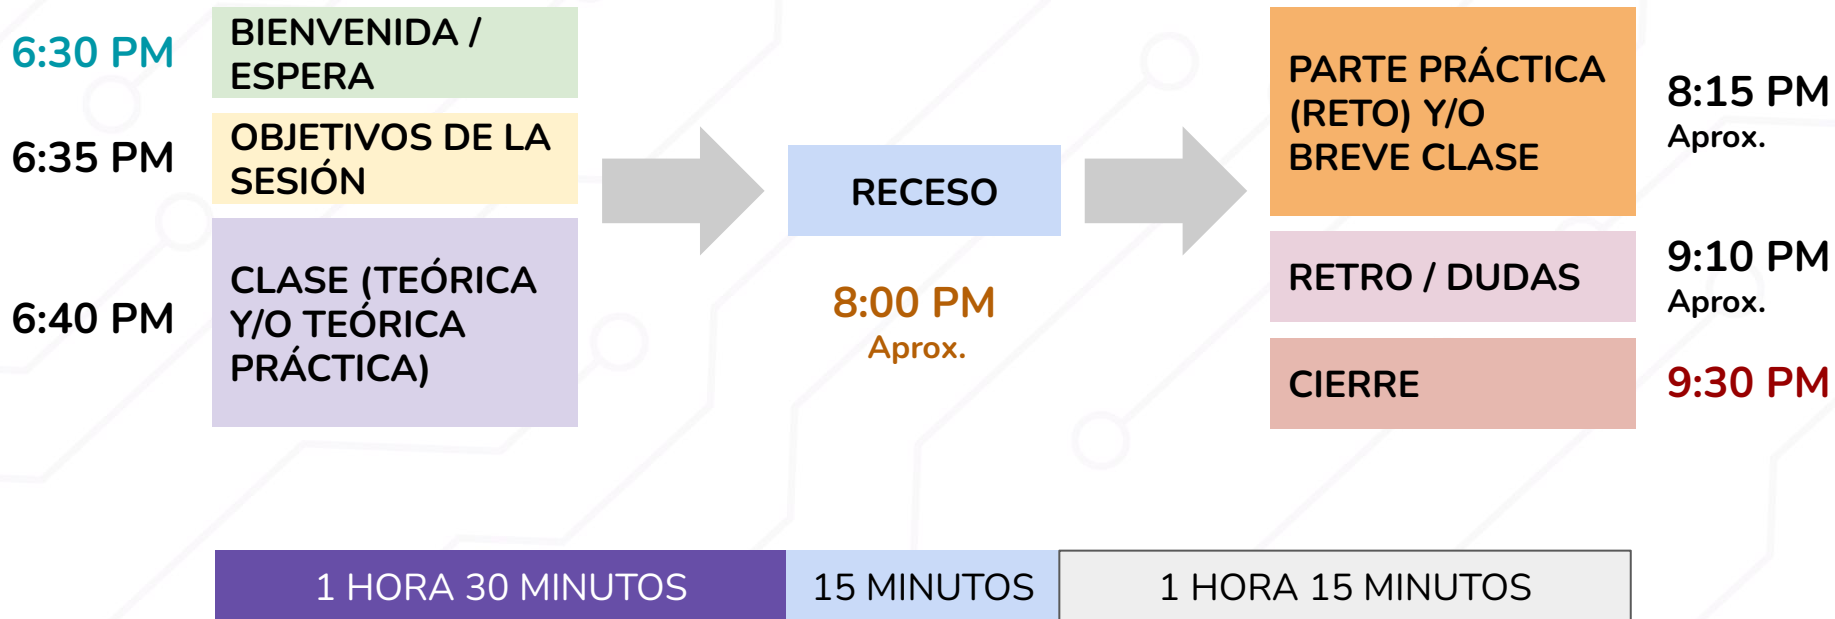 6:30 PM
BIENVENIDA /
ESPERA
6:35 PM
OBJETIVOS DE LA
SESIÓN
6:40 PM
CLASE (TEÓRICA
Y/O TEÓRICA
PRÁCTICA)
RECESO
8:00 PM
Aprox.
PARTE PRÁCTICA
(RETO) Y/O
BREVE CLASE
8:15 PM
Aprox.
RETRO / DUDAS
9:10 PM
Aprox.
CIERRE
9:30 PM
1 HORA 30 MINUTOS
15 MINUTOS
1 HORA 15 MINUTOS